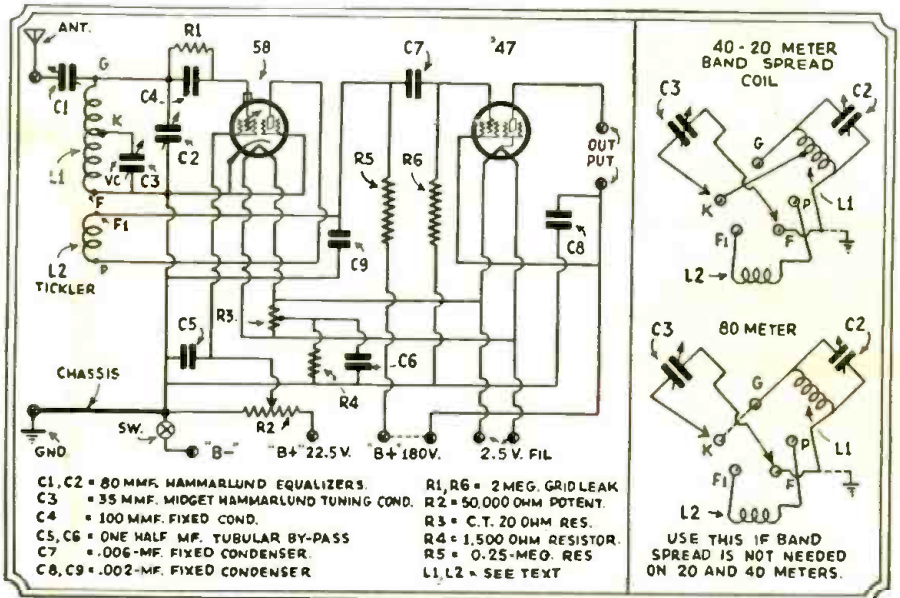 ANT.
R1
58
'47
C7
G
C4
C1
K
C2
L1
VC
C3
F
F1
R5
R6
OUT
PUT
C8
C9
P
L2
TICKLER
R3
C5
C6
R4
CHASSIS
R2
SW.
GND.
"B-"
"B+" 22.5 V.
"B+" 180V.
2.5 V. FIL
C1, C2 = 80 MMF. HAMMARLUND EQUALIZERS.
C3 = 35 MMF. MIDGET HAMMARLUND TUNING COND.
C4 = 100 MMF. FIXED COND.
C5, C6 = ONE HALF MF. TUBULAR BY-PASS
C7 = .006-MF. FIXED CONDENSER.
C8, C9 = .002-MF. FIXED CONDENSER
R1, R6 = 2 MEG. GRID LEAK
R2 = 50,000 OHM POTENT.
R3 = C.T. 20 OHM RES.
R4 = 1,500 OHM RESISTOR.
R5 = 0.25-MEG. RES
L1, L2 = SEE TEXT
40-20 METER
BAND SPREAD
COIL
C3
C2
G
K
P
L1
F1
F
L2
80 METER
C3
C2
G
K
P
L1
F1
F
L2
USE THIS IF BAND
SPREAD IS NOT NEEDED
ON 20 AND 40 METERS.